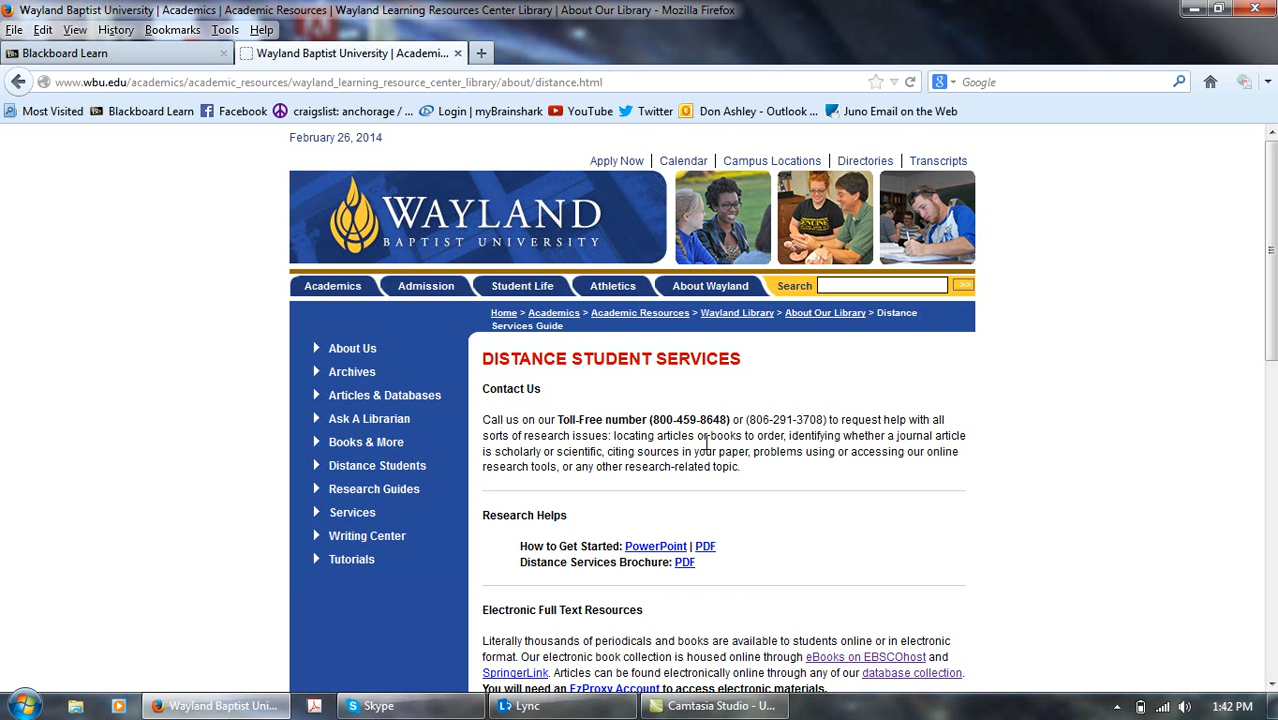 Wayland Baptist University | Academics | Academic Resources | Wayland Learning Resources Center Library | About Our Library - Mozilla Firefox
File Edit View History Bookmarks Tools Help
Blackboard Learn × Wayland Baptist University | Academi... × +
www.wbu.edu/academics/academic_resources/wayland_learning_resource_center_library/about/distance.html Google
Most Visited Blackboard Learn Facebook craigslist: anchorage / ... Login | myBrainshark YouTube Twitter Don Ashley - Outlook ... Juno Email on the Web
February 26, 2014
Apply Now | Calendar | Campus Locations | Directories | Transcripts
WAYLAND
BAPTIST UNIVERSITY
Academics Admission Student Life Athletics About Wayland Search >>
Home > Academics > Academic Resources > Wayland Library > About Our Library > Distance
Services Guide
About Us
Archives
Articles & Databases
Ask A Librarian
Books & More
Distance Students
Research Guides
Services
Writing Center
Tutorials
DISTANCE STUDENT SERVICES
Contact Us
Call us on our Toll-Free number (800-459-8648) or (806-291-3708) to request help with all
sorts of research issues: locating articles or books to order, identifying whether a journal article
is scholarly or scientific, citing sources in your paper, problems using or accessing our online
research tools, or any other research-related topic.
Research Helps
How to Get Started: PowerPoint | PDF
Distance Services Brochure: PDF
Electronic Full Text Resources
Literally thousands of periodicals and books are available to students online or in electronic
format. Our electronic book collection is housed online through eBooks on EBSCOhost and
SpringerLink. Articles can be found electronically online through any of our database collection.
You will need an EzProxy Account to access electronic materials.
Wayland Baptist Uni... Skype Lync Camtasia Studio - U... 1:42 PM